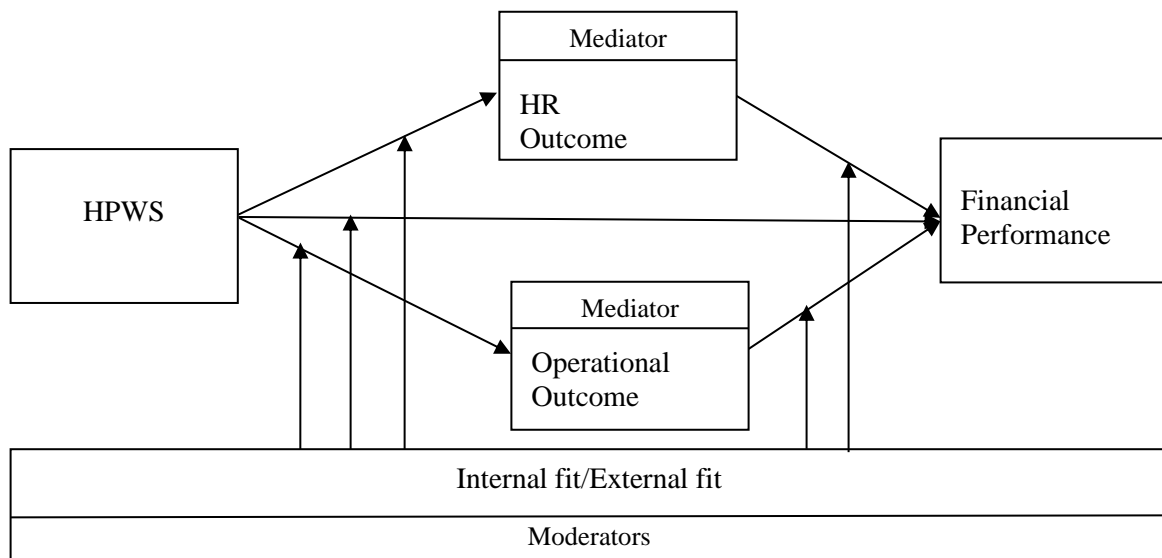 Mediator
HR
Outcome
HPWS
Financial
Performance
Mediator
Operational
Outcome
Internal fit/External fit
Moderators